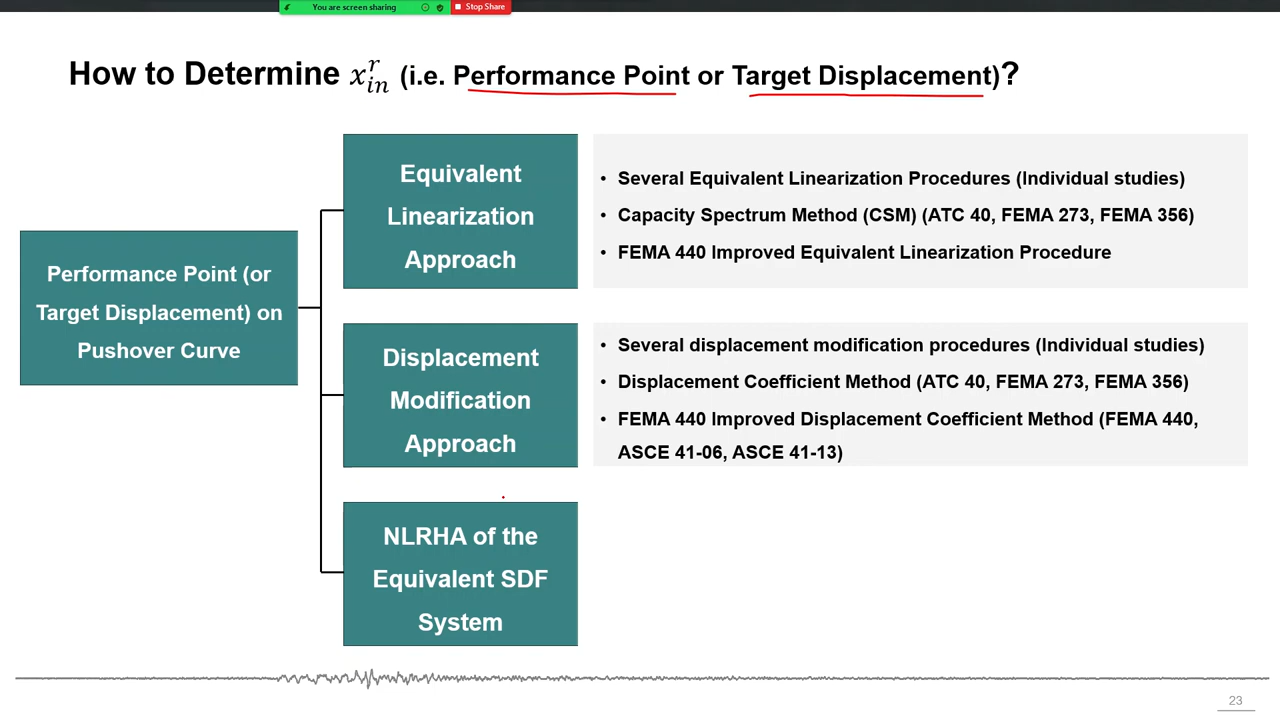 You are screen sharing
Stop Share
How to Determine $x_{in}^{r}$ (i.e. Performance Point or Target Displacement)?
Performance Point (or
Target Displacement) on
Pushover Curve
Equivalent
Linearization
Approach
• Several Equivalent Linearization Procedures (Individual studies)
• Capacity Spectrum Method (CSM) (ATC 40, FEMA 273, FEMA 356)
• FEMA 440 Improved Equivalent Linearization Procedure
Displacement
Modification
Approach
• Several displacement modification procedures (Individual studies)
• Displacement Coefficient Method (ATC 40, FEMA 273, FEMA 356)
• FEMA 440 Improved Displacement Coefficient Method (FEMA 440,
ASCE 41-06, ASCE 41-13)
NLRHA of the
Equivalent SDF
System
23